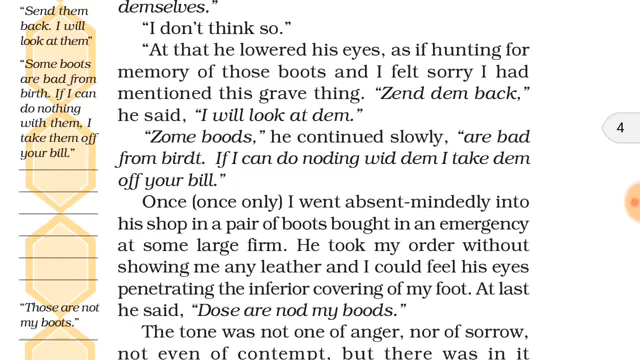 demselves."
"I don't think so."
"At that he lowered his eyes, as if hunting for
memory of those boots and I felt sorry I had
mentioned this grave thing. "Zend dem back,"
he said, "I will look at dem."
"Zome boods," he continued slowly, "are bad
from birdt. If I can do noding wid dem I take dem
off your bill."
Once (once only) I went absent-mindedly into
his shop in a pair of boots bought in an emergency
at some large firm. He took my order without
showing me any leather and I could feel his eyes
penetrating the inferior covering of my foot. At last
he said, "Dose are nod my boods."
The tone was not one of anger, nor of sorrow,
not even of contempt, but there was in it
"Send them
back. I will
look at them"
"Some boots
are bad from
birth. If I can
do nothing
with them, I
take them off
your bill."
"Those are not
my boots."
4